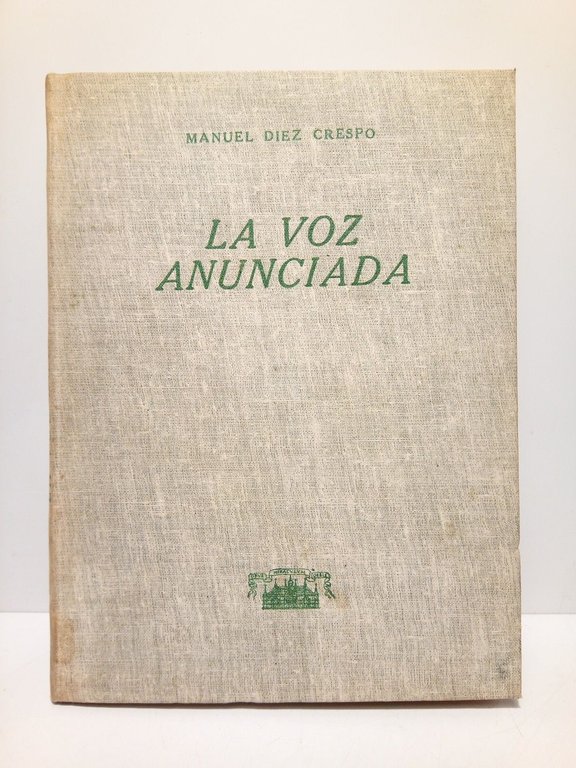 MANUEL DIEZ CRESPO
LA VOZ
ANUNCIADA